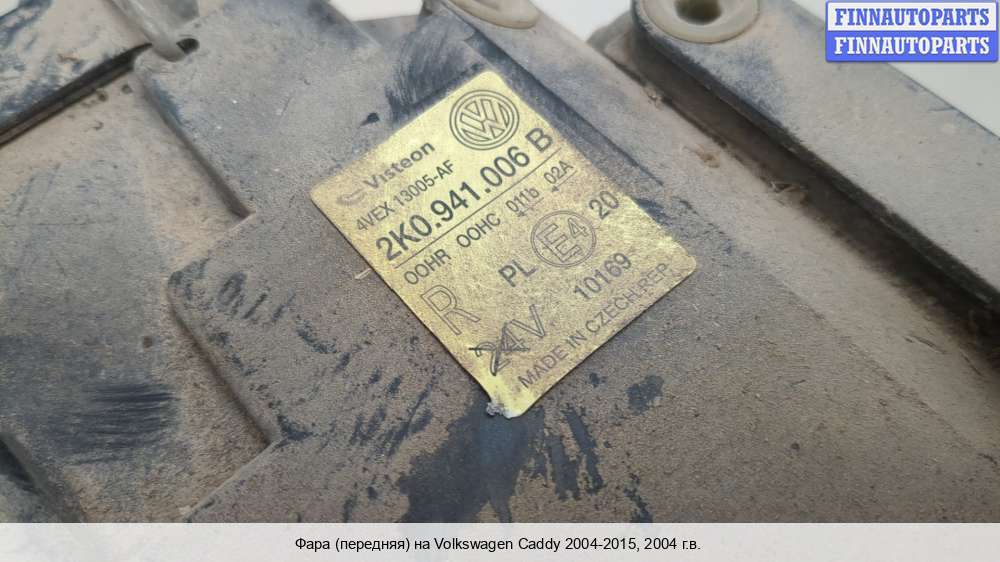 FINNAUTOPARTS
FINNAUTOPARTS
Visteon
4VEX 13005-AF
2K0.941.006 B
OOHR OOHC 011b 02A
R PL E4 20
24V 10169
MADE IN CZECH.REP
Фара (передняя) на Volkswagen Caddy 2004-2015, 2004 г.в.